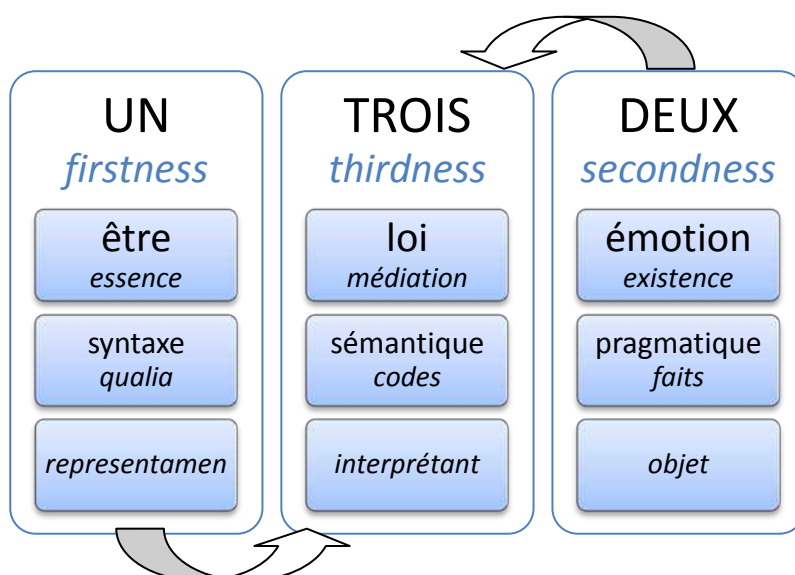 UN
firstness
être
essence
syntaxe
qualia
representamen
TROIS
thirdness
loi
médiation
sémantique
codes
interprétant
DEUX
secondness
émotion
existence
pragmatique
faits
objet